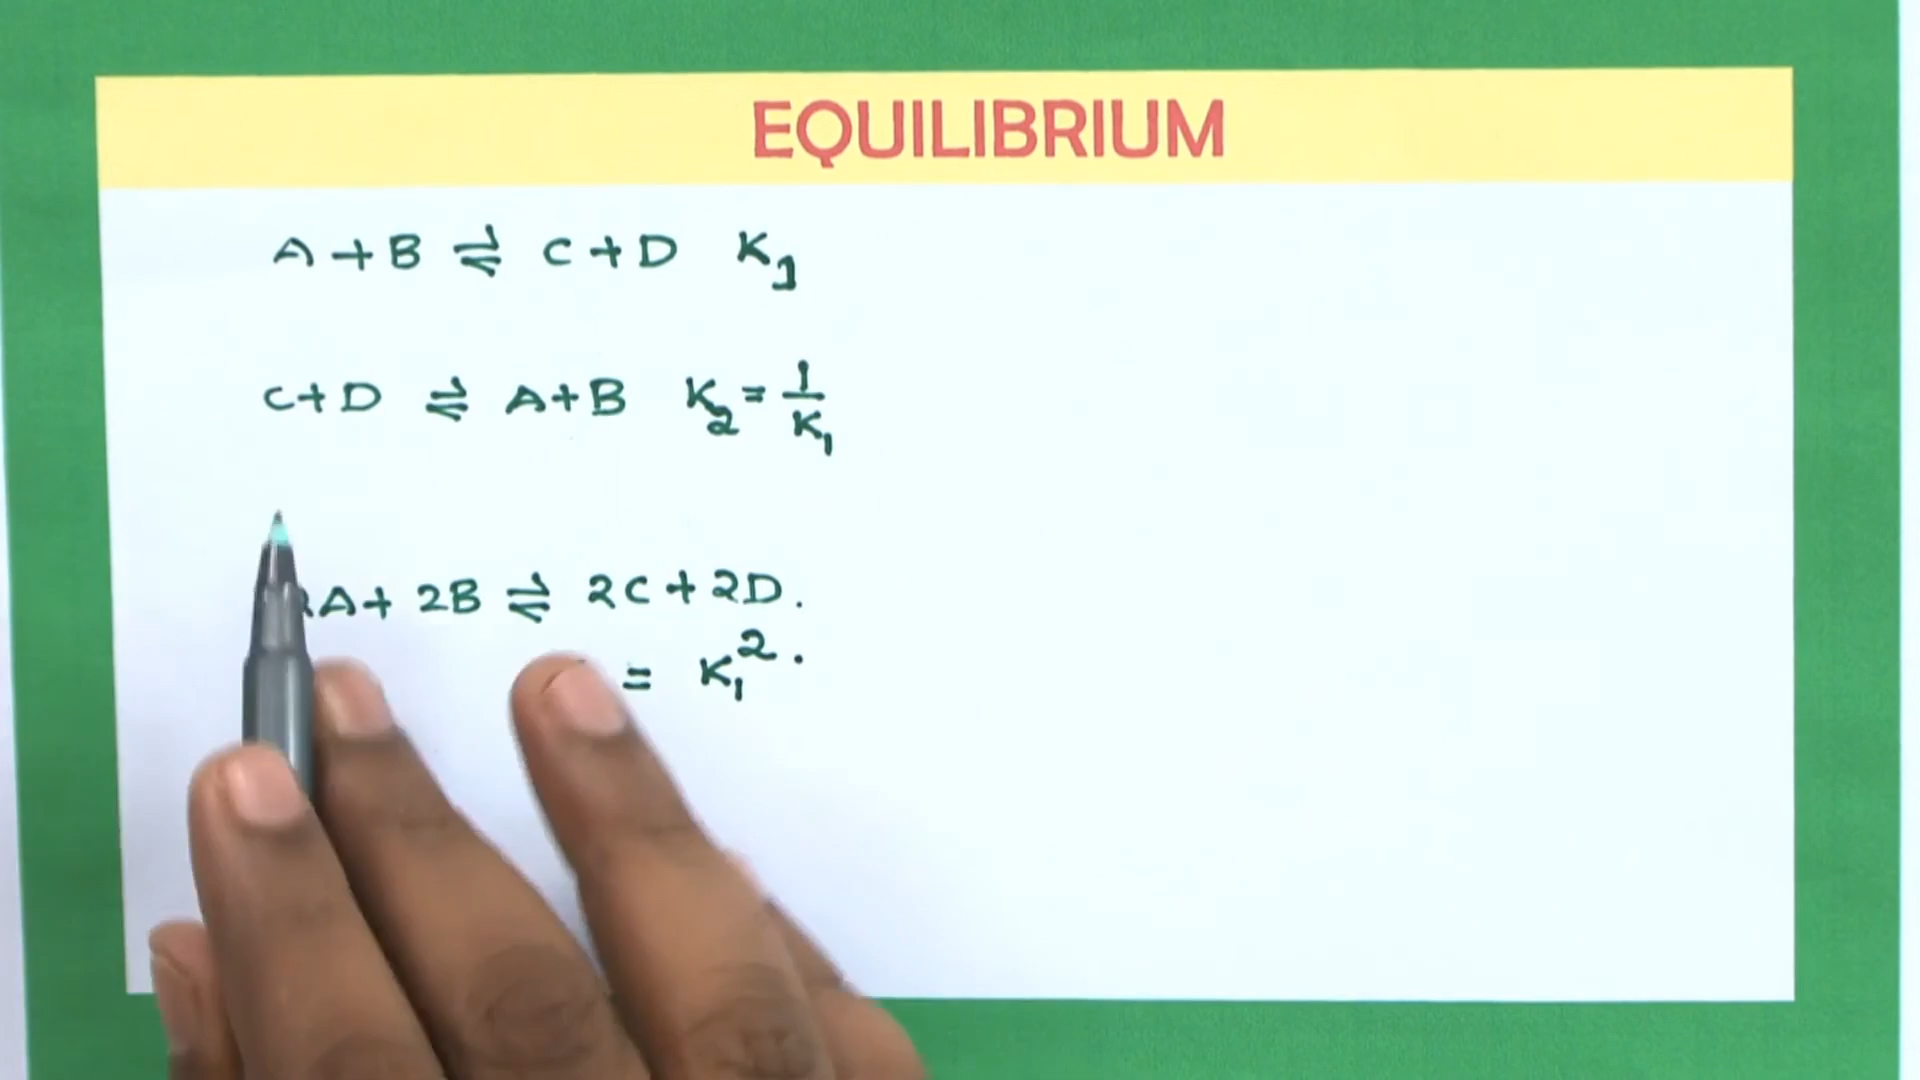 EQUILIBRIUM
A + B ⇌ C + D K₁
C + D ⇌ A + B K₂ = 1/K₁
A + 2B ⇌ 2C + 2D.
= K₁².